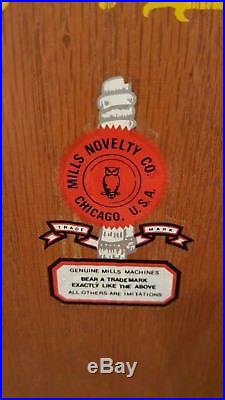 MILLS NOVELTY CO.
CHICAGO. U.S.A.
TRADE MARK
GENUINE MILLS MACHINES
BEAR A TRADEMARK
EXACTLY LIKE THE ABOVE
ALL OTHERS ARE IMITATIONS